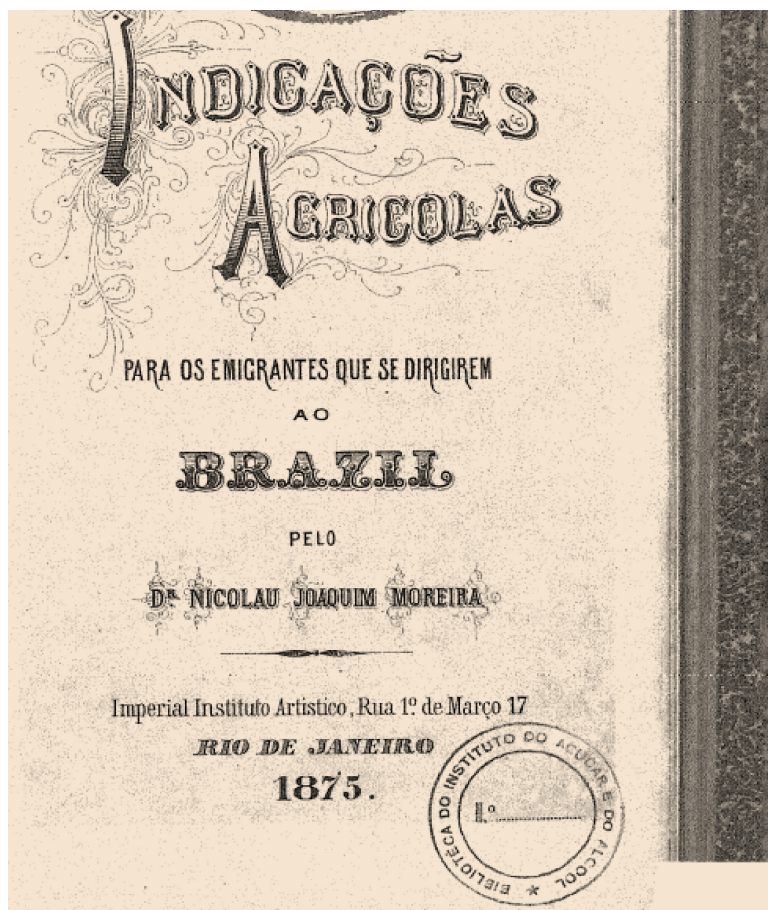 INDICAÇÕES
AGRICOLAS
PARA OS EMIGRANTES QUE SE DIRIGIREM
AO
BRAZIL
PELO
DR NICOLAU JOAQUIM MOREIRA
Imperial Instituto Artistico, Rua 1º de Março 17
RIO DE JANEIRO
1875.
BIBLIOTÉCA DO INSTITUTO DO AÇUCAR E DO ALCOOL